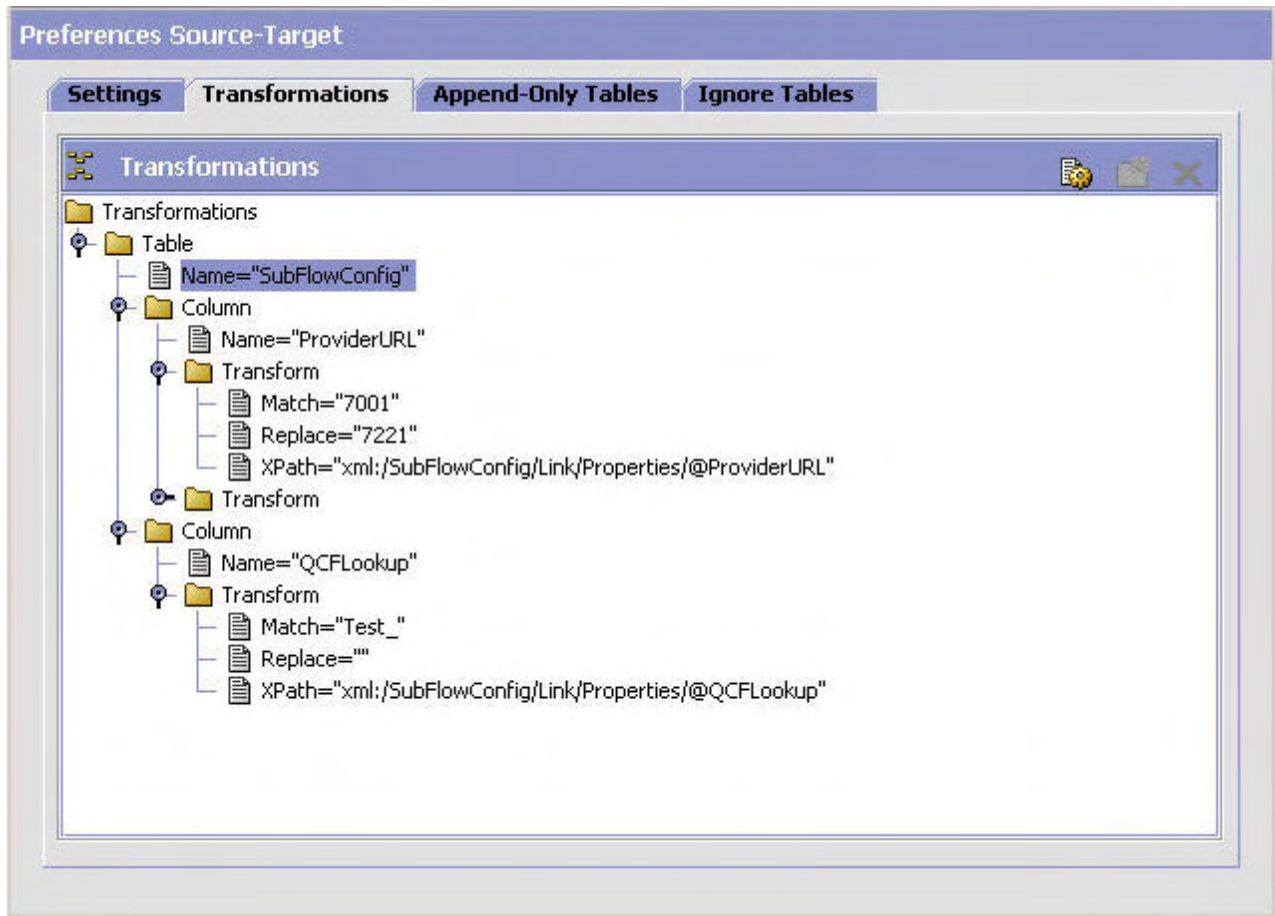 Preferences Source-Target
Settings Transformations Append-Only Tables Ignore Tables
Transformations
Transformations
Table
Name="SubFlowConfig"
Column
Name="ProviderURL"
Transform
Match="7001"
Replace="7221"
XPath="xml:/SubFlowConfig/Link/Properties/@ProviderURL"
Transform
Column
Name="QCFLookup"
Transform
Match="Test_"
Replace=""
XPath="xml:/SubFlowConfig/Link/Properties/@QCFLookup"